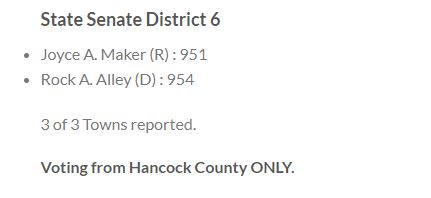 State Senate District 6
Joyce A. Maker (R) : 951
Rock A. Alley (D) : 954
3 of 3 Towns reported.
Voting from Hancock County ONLY.